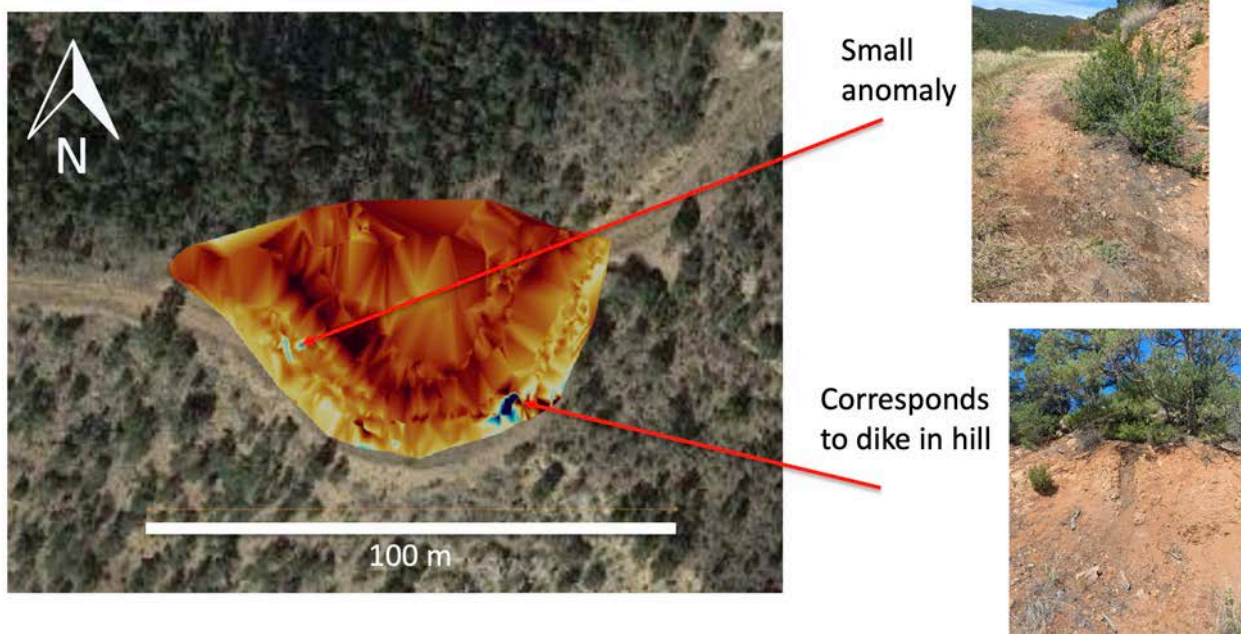 N
Small
anomaly
Corresponds
to dike in hill
100 m